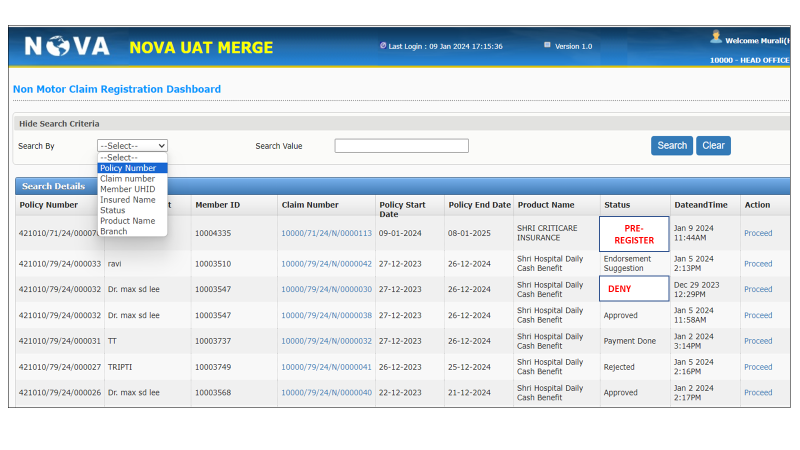 NOVA
NOVA UAT MERGE
Last Login : 09 Jan 2024 17:15:36
Version 1.0
Welcome Murali(
10000 - HEAD OFFICE
Non Motor Claim Registration Dashboard
Hide Search Criteria
Search By
--Select--
Search Value
Search
Clear
--Select--
Policy Number
Claim number
Member UHID
Insured Name
Status
Product Name
Branch
Search Details
Policy Number
Member ID
Claim Number
Policy Start
Date
Policy End Date
Product Name
Status
DateandTime
Action
421010/71/24/00007
10004335
10000/71/24/N/0000113
09-01-2024
08-01-2025
SHRI CRITICARE
INSURANCE
PRE-
REGISTER
Jan 9 2024
11:44AM
Proceed
421010/79/24/000033
ravi
10003510
10000/79/24/N/0000042
27-12-2023
26-12-2024
Shri Hospital Daily
Cash Benefit
Endorsement
Suggestion
Jan 5 2024
2:13PM
Proceed
421010/79/24/000032
Dr. max sd lee
10003547
10000/79/24/N/0000030
27-12-2023
26-12-2024
Shri Hospital Daily
Cash Benefit
DENY
Dec 29 2023
12:29PM
Proceed
421010/79/24/000032
Dr. max sd lee
10003547
10000/79/24/N/0000038
27-12-2023
26-12-2024
Shri Hospital Daily
Cash Benefit
Approved
Jan 5 2024
11:58AM
Proceed
421010/79/24/000031
TT
10003737
10000/79/24/N/0000032
27-12-2023
26-12-2024
Shri Hospital Daily
Cash Benefit
Payment Done
Jan 2 2024
3:14PM
Proceed
421010/79/24/000027
TRIPTI
10003749
10000/79/24/N/0000041
26-12-2023
25-12-2024
Shri Hospital Daily
Cash Benefit
Rejected
Jan 5 2024
2:16PM
Proceed
421010/79/24/000026
Dr. max sd lee
10003568
10000/79/24/N/0000040
22-12-2023
21-12-2024
Shri Hospital Daily
Cash Benefit
Approved
Jan 2 2024
2:17PM
Proceed